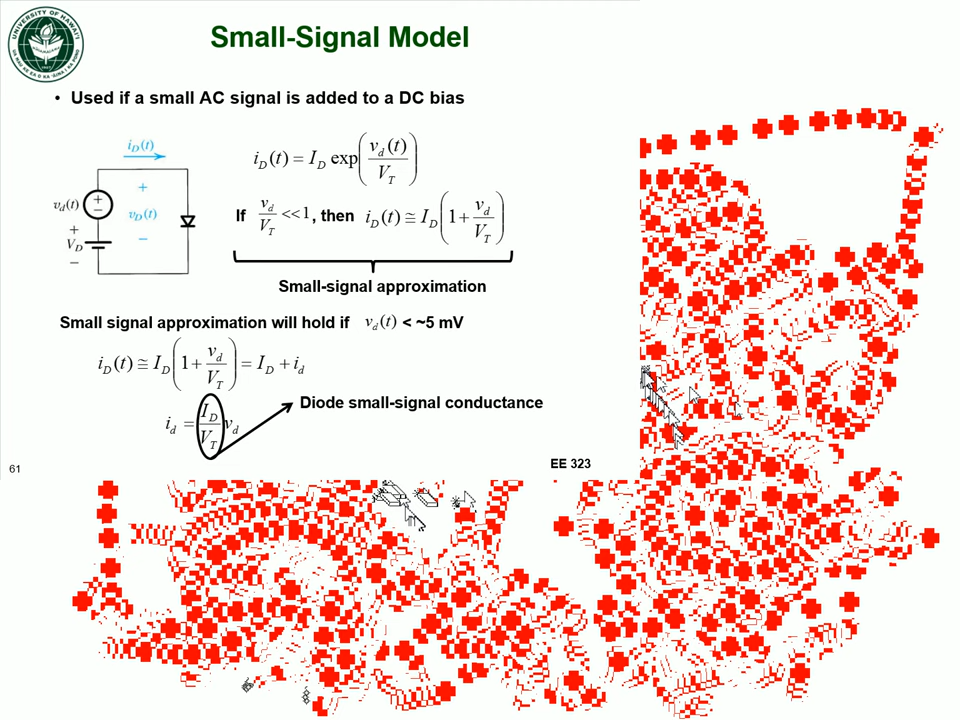 UNIVERSITY OF HAWAI'I
Small-Signal Model
• Used if a small AC signal is added to a DC bias
i_D(t)
v_d(t)
+
−
+
v_D(t)
−
V_D
+
−
i_D(t) = I_D exp(v_d(t)/V_T)
If v_d/V_T <<1, then i_D(t) ≅ I_D(1+v_d/V_T)
Small-signal approximation
Small signal approximation will hold if v_d(t) < ~5 mV
i_D(t) ≅ I_D(1+v_d/V_T) = I_D + i_d
Diode small-signal conductance
i_d = I_D/V_T v_d
61
EE 323